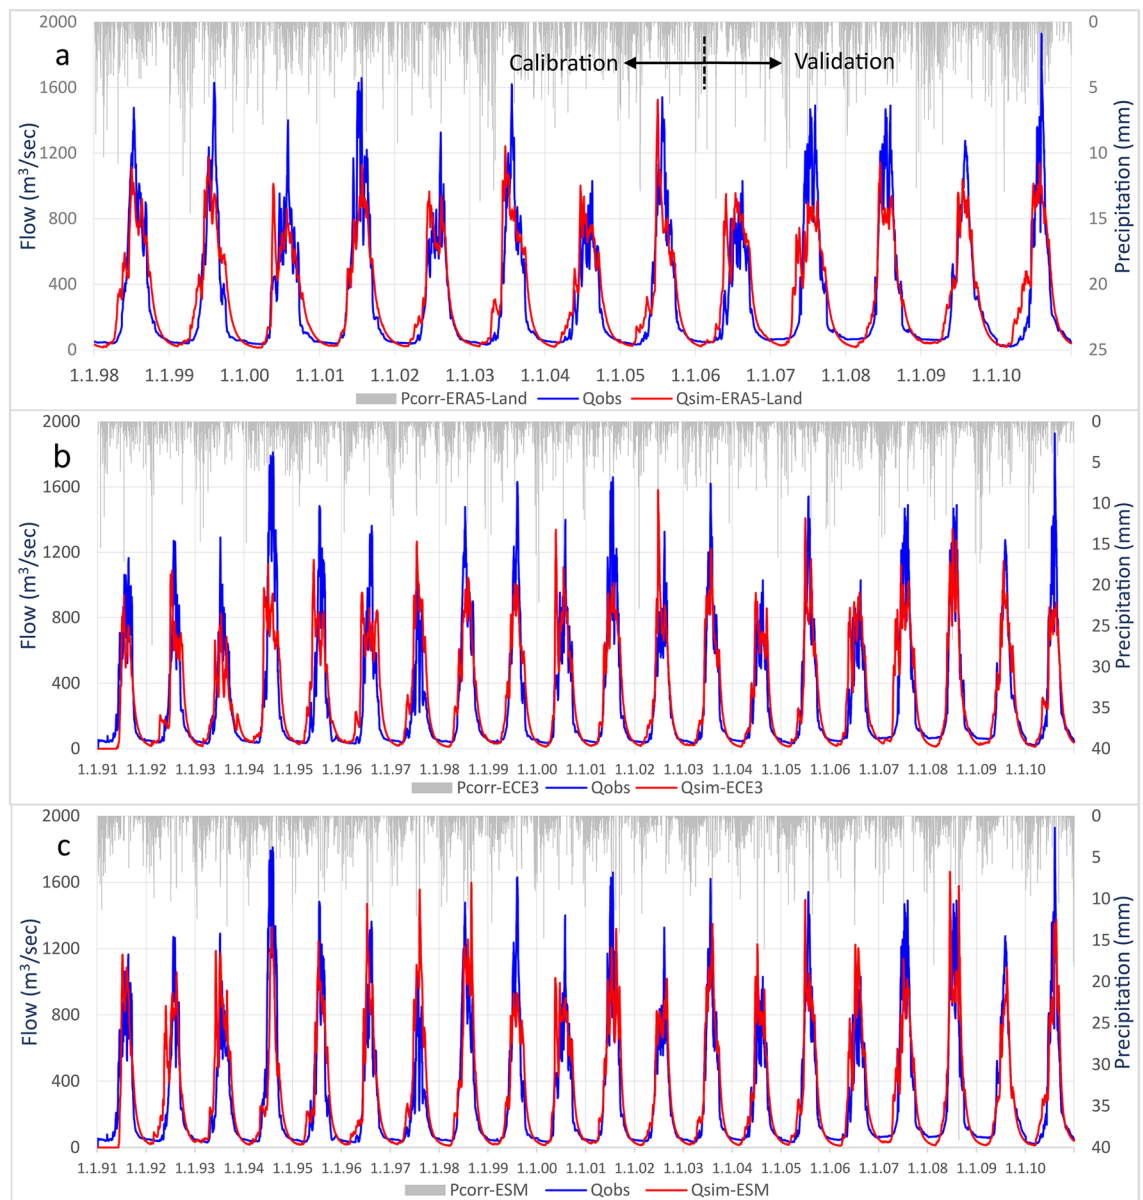 a
Calibration
Validation
Flow (m³/sec)
2000
1600
1200
800
400
0
0
5
10
15
20
25
Precipitation (mm)
1.1.98 1.1.99 1.1.00 1.1.01 1.1.02 1.1.03 1.1.04 1.1.05 1.1.06 1.1.07 1.1.08 1.1.09 1.1.10
Pcorr-ERA5-Land Qobs Qsim-ERA5-Land
b
Flow (m³/sec)
2000
1600
1200
800
400
0
0
5
10
15
20
25
30
35
40
Precipitation (mm)
1.1.91 1.1.92 1.1.93 1.1.94 1.1.95 1.1.96 1.1.97 1.1.98 1.1.99 1.1.00 1.1.01 1.1.02 1.1.03 1.1.04 1.1.05 1.1.06 1.1.07 1.1.08 1.1.09 1.1.10
Pcorr-ECE3 Qobs Qsim-ECE3
c
Flow (m³/sec)
2000
1600
1200
800
400
0
0
5
10
15
20
25
30
35
40
Precipitation (mm)
1.1.91 1.1.92 1.1.93 1.1.94 1.1.95 1.1.96 1.1.97 1.1.98 1.1.99 1.1.00 1.1.01 1.1.02 1.1.03 1.1.04 1.1.05 1.1.06 1.1.07 1.1.08 1.1.09 1.1.10
Pcorr-ESM Qobs Qsim-ESM